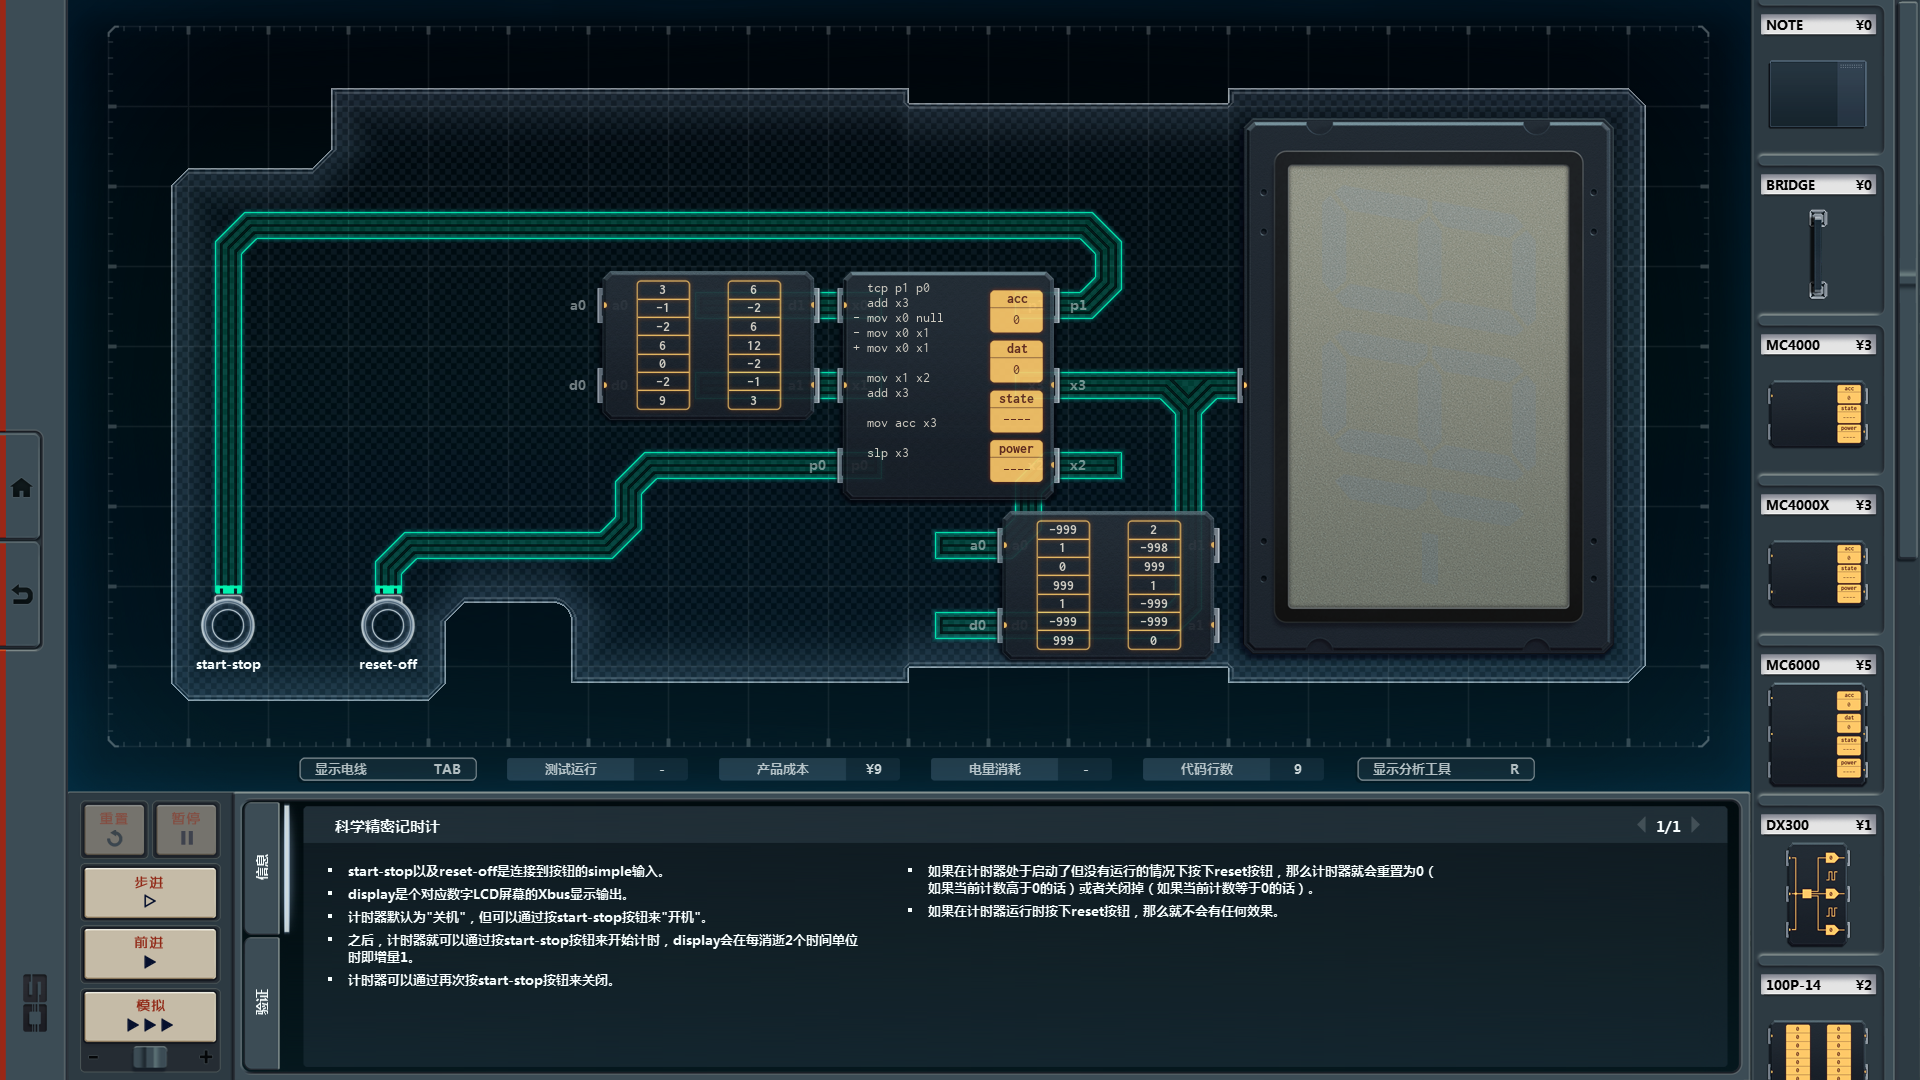 NOTE ¥0
BRIDGE ¥0
MC4000 ¥3
acc
0
state
----
power
----
MC4000X ¥3
acc
0
state
----
power
----
MC6000 ¥5
acc
0
dat
0
state
----
power
----
DX300 ¥1
100P-14 ¥2
a0
d0
3 6
-1 -2
-2 6
6 12
0 -2
-2 -1
9 3
tcp p1 p0
add x3
- mov x0 null
- mov x0 x1
+ mov x0 x1
mov x1 x2
add x3
mov acc x3
slp x3
acc
0
dat
0
state
----
power
----
p1
x3
x2
p0
a0
d0
-999 2
1 -998
0 999
999 1
1 -999
-999 -999
999 0
start-stop
reset-off
显示电线 TAB
测试运行 -
产品成本 ¥9
电量消耗 -
代码行数 9
显示分析工具 R
重置
暂停
步进
前进
模拟
- +
信息
验证
科学精密记时计
1/1
▪ start-stop以及reset-off是连接到按钮的simple输入。
▪ display是个对应数字LCD屏幕的Xbus显示输出。
▪ 计时器默认为"关机"，但可以通过按start-stop按钮来"开机"。
▪ 之后，计时器就可以通过按start-stop按钮来开始计时，display会在每消逝2个时间单位
时即增量1。
▪ 计时器可以通过再次按start-stop按钮来关闭。
▪ 如果在计时器处于启动了但没有运行的情况下按下reset按钮，那么计时器就会重置为0（
如果当前计数高于0的话）或者关闭掉（如果当前计数等于0的话）。
▪ 如果在计时器运行时按下reset按钮，那么就不会有任何效果。